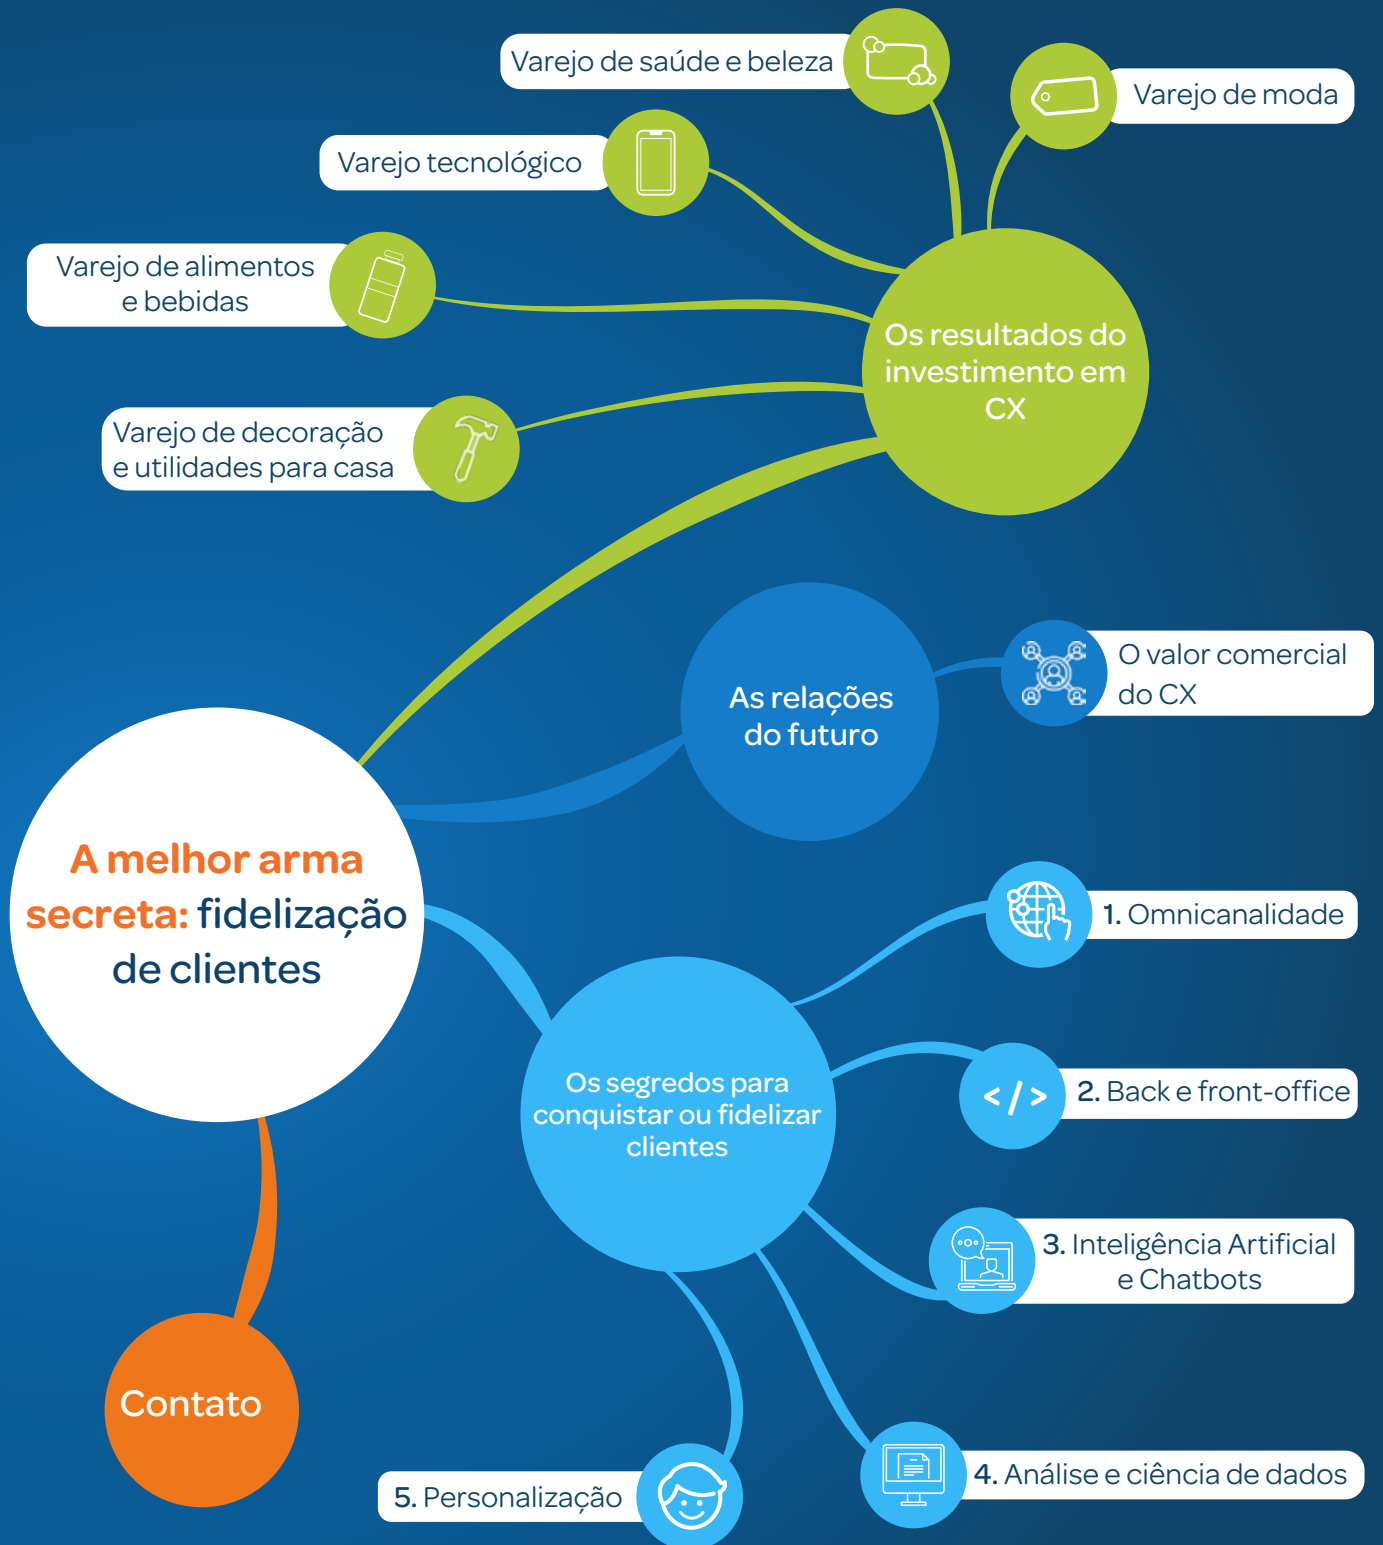 Varejo de saúde e beleza
Varejo de moda
Varejo tecnológico
Varejo de alimentos
e bebidas
Varejo de decoração
e utilidades para casa
Os resultados do
investimento em
CX
As relações
do futuro
O valor comercial
do CX
A melhor arma
secreta: fidelização
de clientes
Os segredos para
conquistar ou fidelizar
clientes
1. Omnicanalidade
2. Back e front-office
</>
3. Inteligência Artificial
e Chatbots
4. Análise e ciência de dados
5. Personalização
Contato